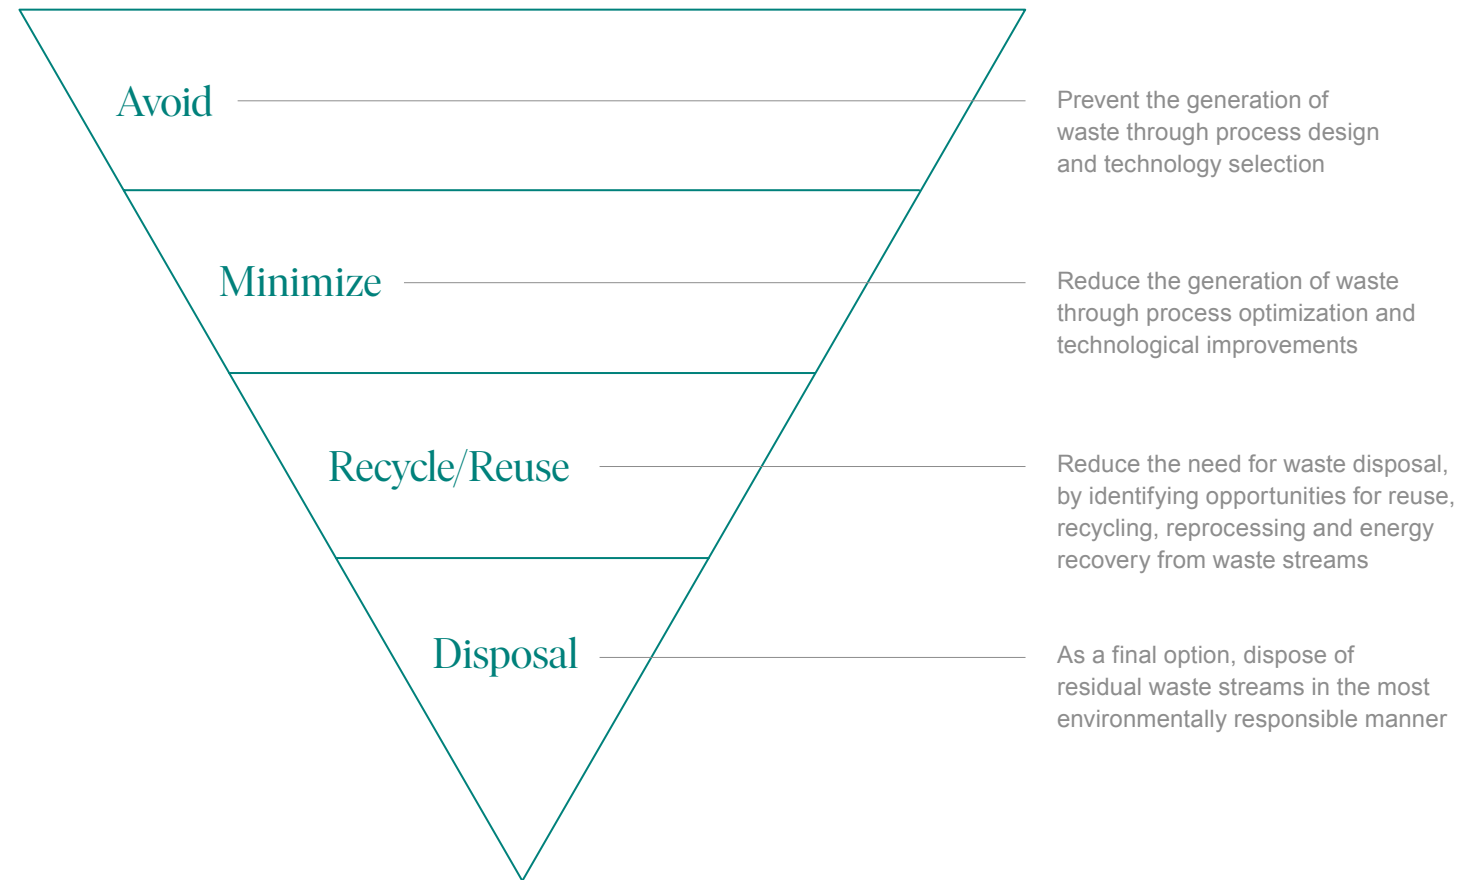 Avoid
Prevent the generation of
waste through process design
and technology selection
Minimize
Reduce the generation of waste
through process optimization and
technological improvements
Recycle/Reuse
Reduce the need for waste disposal,
by identifying opportunities for reuse,
recycling, reprocessing and energy
recovery from waste streams
Disposal
As a final option, dispose of
residual waste streams in the most
environmentally responsible manner